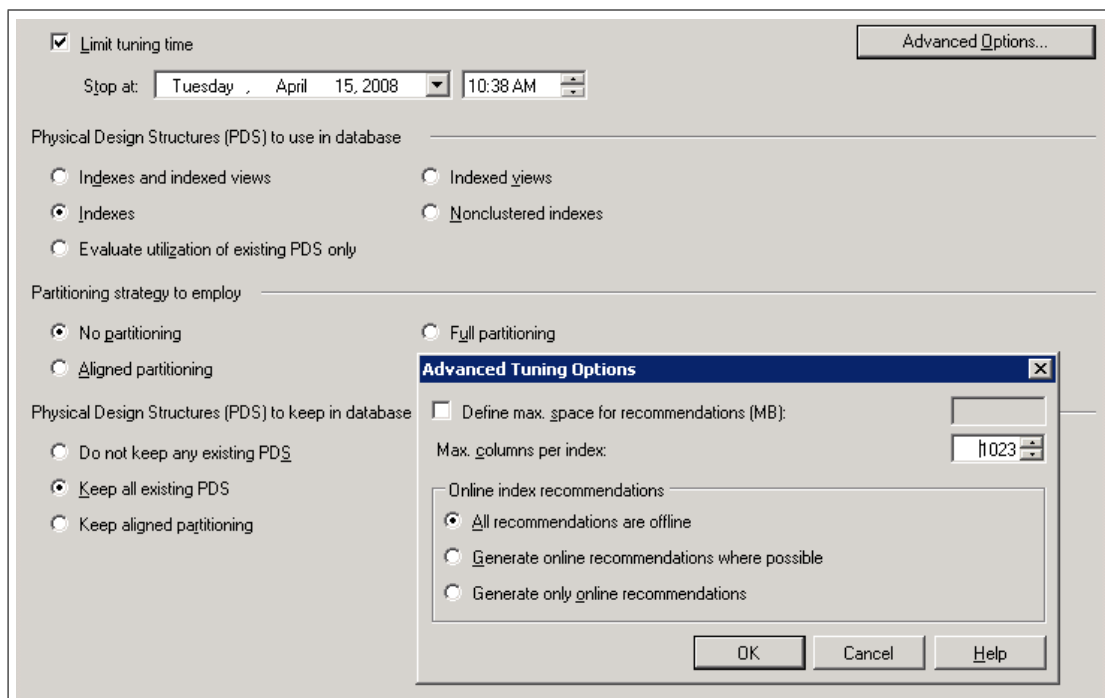 Limit tuning time
Advanced Options...
Stop at: Tuesday , April 15, 2008 10:38 AM
Physical Design Structures (PDS) to use in database
Indexes and indexed views
Indexed views
Indexes
Nonclustered indexes
Evaluate utilization of existing PDS only
Partitioning strategy to employ
No partitioning
Full partitioning
Aligned partitioning
Physical Design Structures (PDS) to keep in database
Do not keep any existing PDS
Keep all existing PDS
Keep aligned partitioning
Advanced Tuning Options
Define max. space for recommendations (MB):
Max. columns per index: 1023
Online index recommendations
All recommendations are offline
Generate online recommendations where possible
Generate only online recommendations
OK Cancel Help